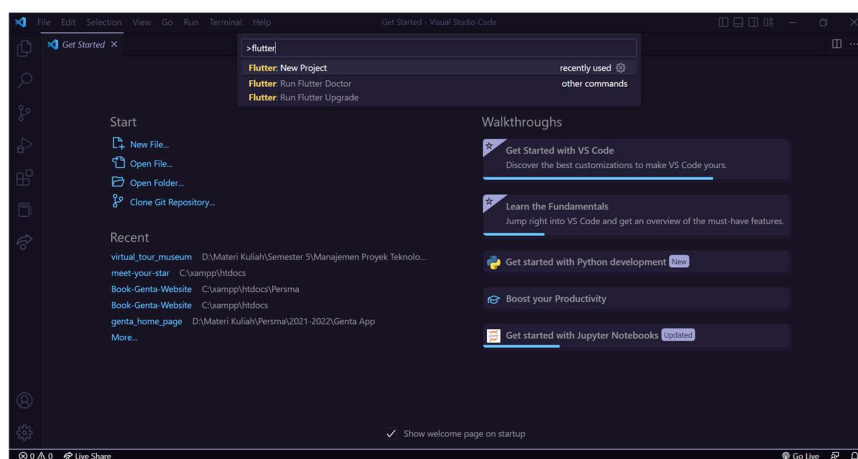 File Edit Selection View Go Run Terminal Help
Get Started - Visual Studio Code
Get Started
>flutter
Flutter: New Project recently used
Flutter: Run Flutter Doctor other commands
Flutter: Run Flutter Upgrade
Start
New File...
Open File...
Open Folder...
Clone Git Repository...
Recent
virtual_tour_museum D:\Materi Kuliah\Semester 5\Manajemen Proyek Teknolo...
meet-your-star C:\xampp\htdocs
Book-Genta-Website C:\xampp\htdocs\Persma
Book-Genta-Website C:\xampp\htdocs
genta_home_page D:\Materi Kuliah\Persma\2021-2022\Genta App
More...
Walkthroughs
Get Started with VS Code
Discover the best customizations to make VS Code yours.
Learn the Fundamentals
Jump right into VS Code and get an overview of the must-have features.
Get started with Python development New
Boost your Productivity
Get started with Jupyter Notebooks Updated
Show welcome page on startup
0 0 Live Share Go Live